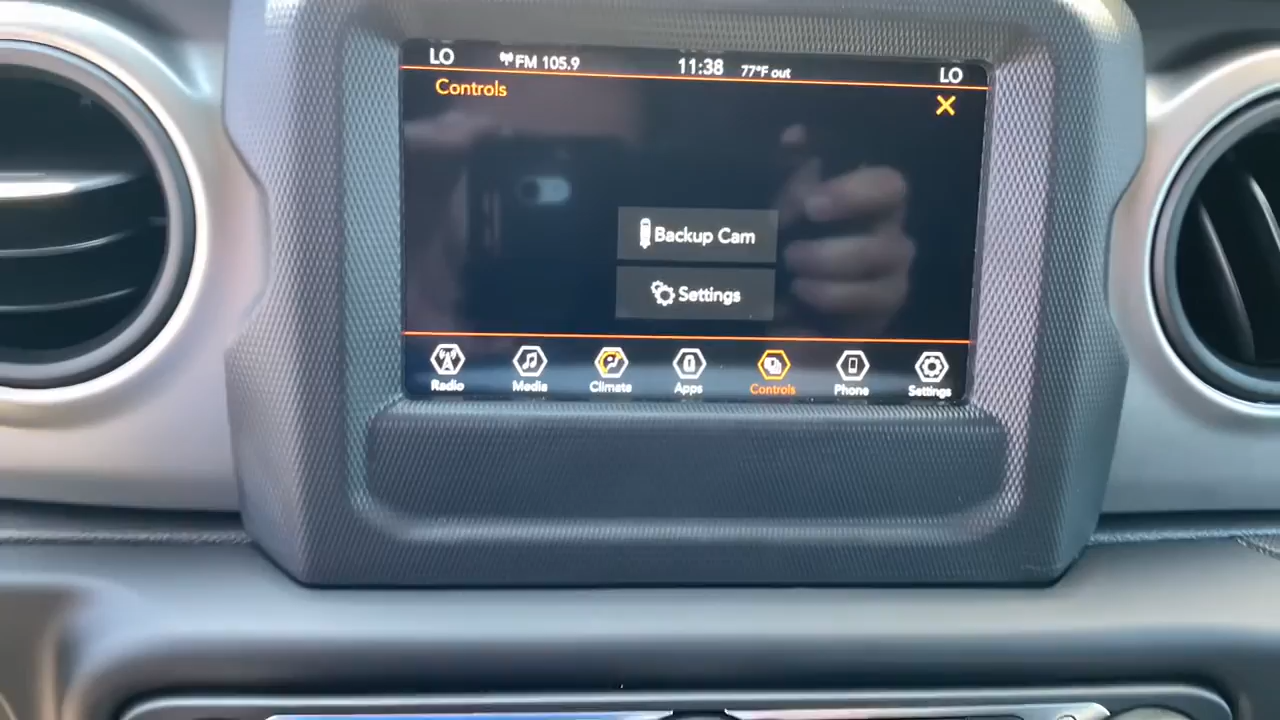 LO FM 105.9 11:38 77°F out LO
Controls
Backup Cam
Settings
Radio Media Climate Apps Controls Phone Settings